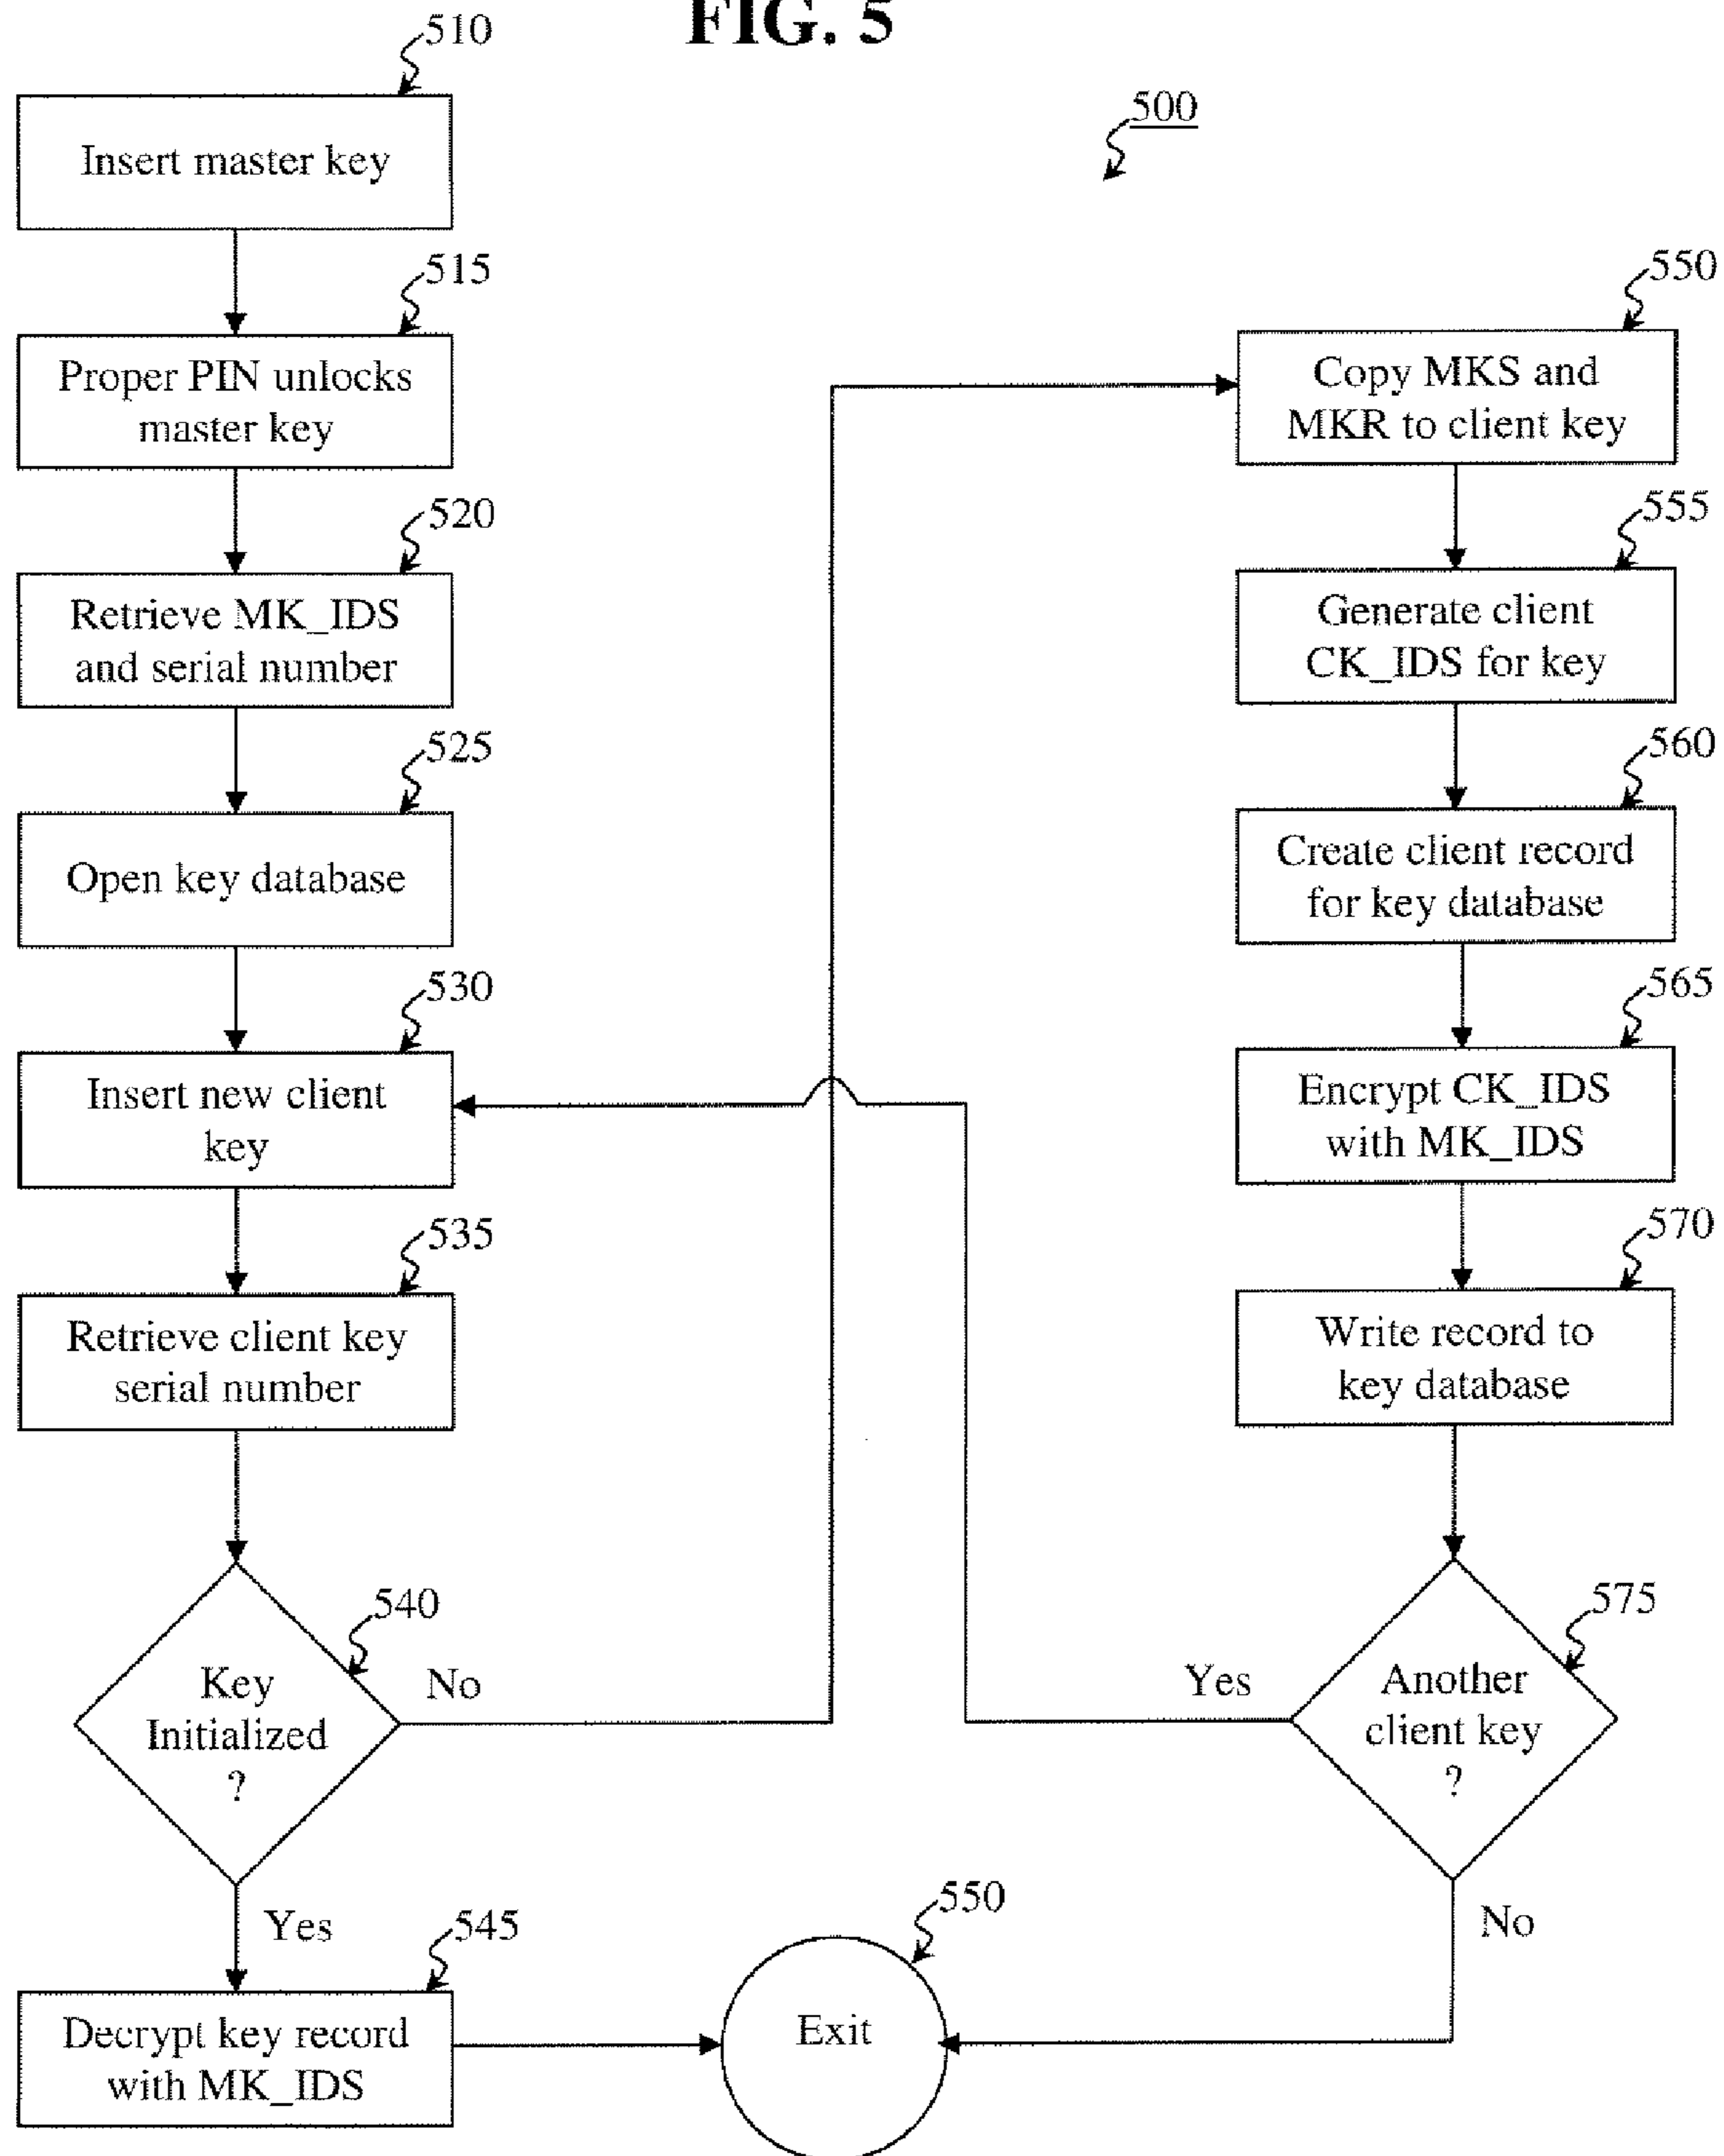 FIG. 5
500
510
Insert master key
515
Proper PIN unlocks
master key
520
Retrieve MK_IDS
and serial number
525
Open key database
530
Insert new client
key
535
Retrieve client key
serial number
540
Key
Initialized
?
No
Yes
545
Decrypt key record
with MK_IDS
550
Exit
550
Copy MKS and
MKR to client key
555
Generate client
CK_IDS for key
560
Create client record
for key database
565
Encrypt CK_IDS
with MK_IDS
570
Write record to
key database
575
Another
client key
?
Yes
No